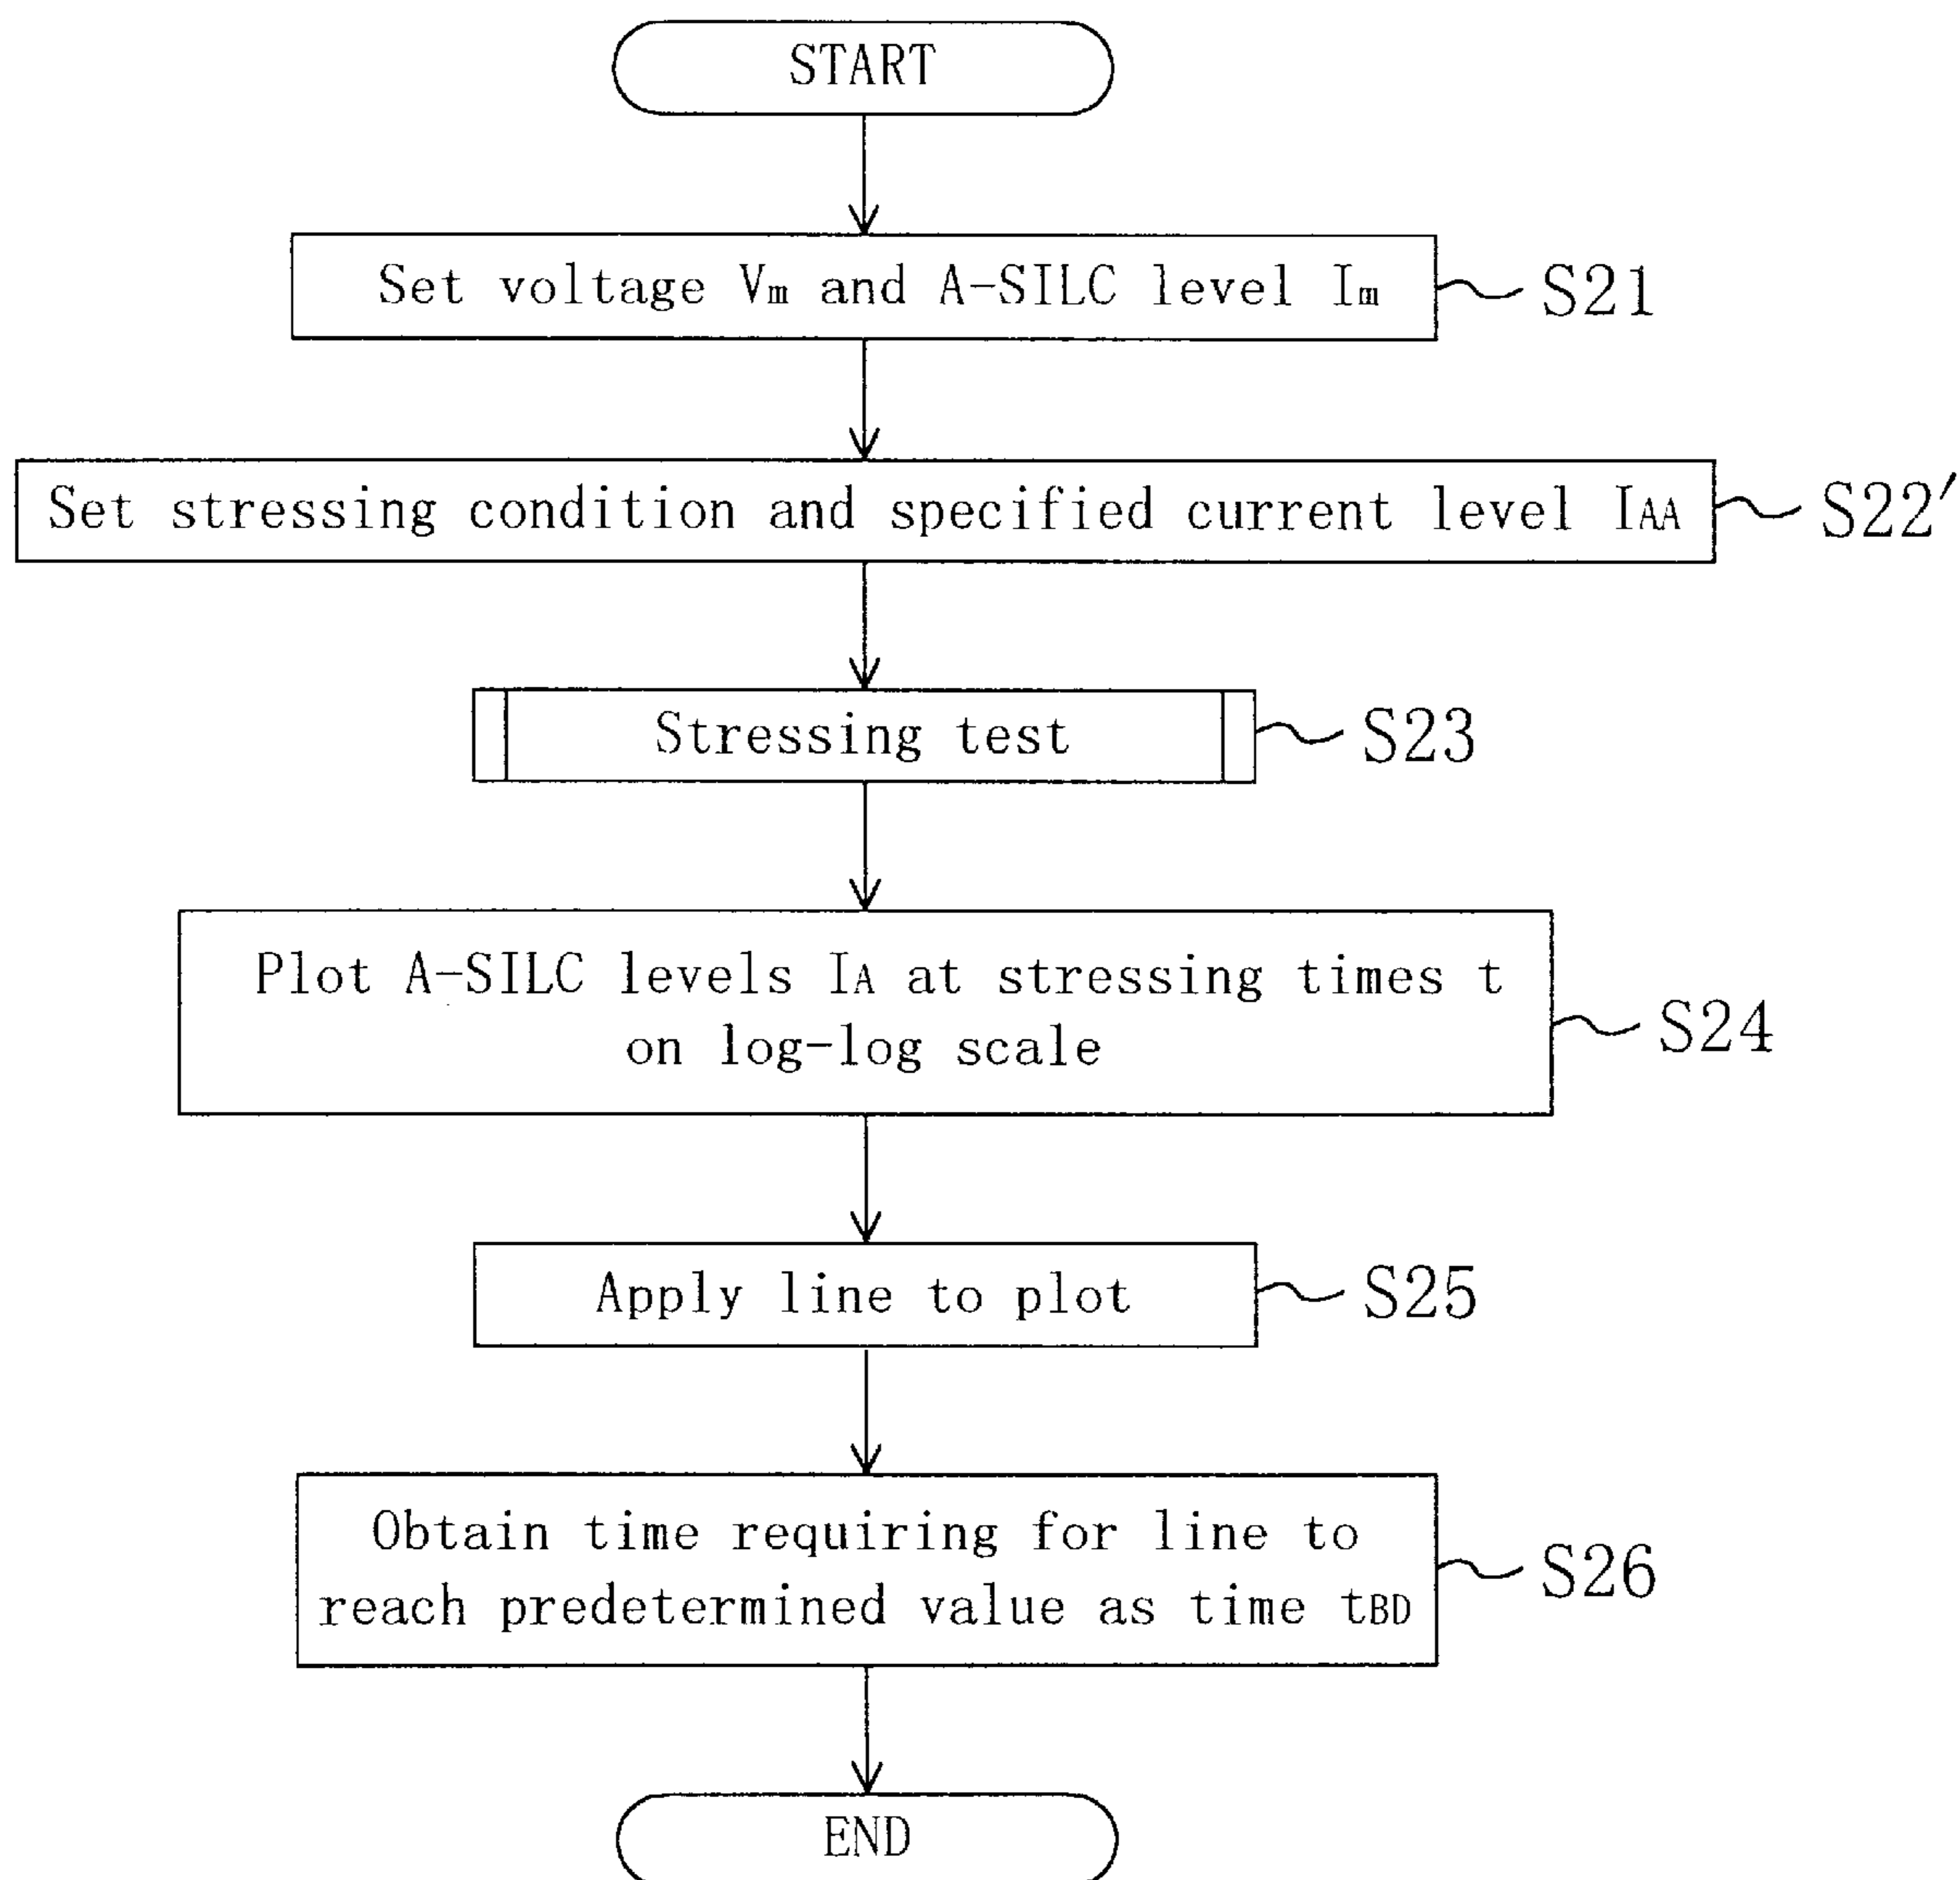 START
Set voltage Vm and A-SILC level Im
S21
Set stressing condition and specified current level IAA
S22'
Stressing test
S23
Plot A-SILC levels IA at stressing times t
on log-log scale
S24
Apply line to plot
S25
Obtain time requiring for line to
reach predetermined value as time tBD
S26
END